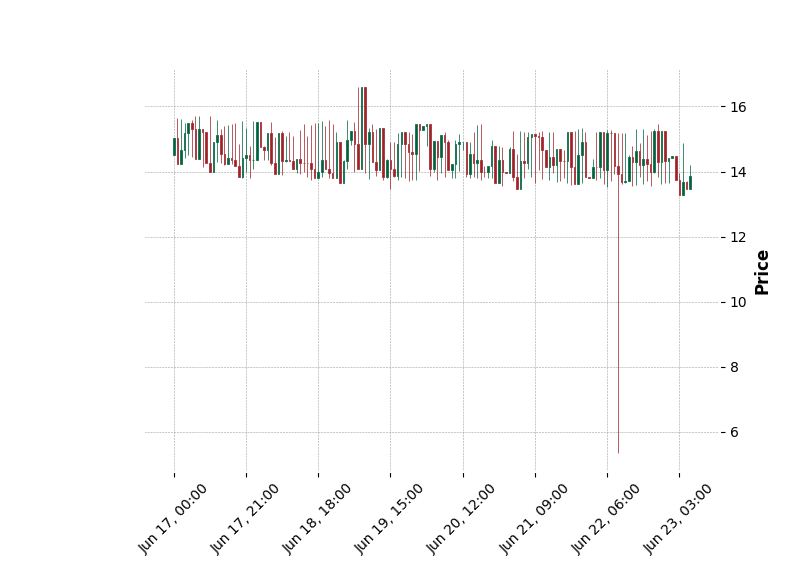 16
14
12
10
8
6
Price
Jun 17, 00:00
Jun 17, 21:00
Jun 18, 18:00
Jun 19, 15:00
Jun 20, 12:00
Jun 21, 09:00
Jun 22, 06:00
Jun 23, 03:00